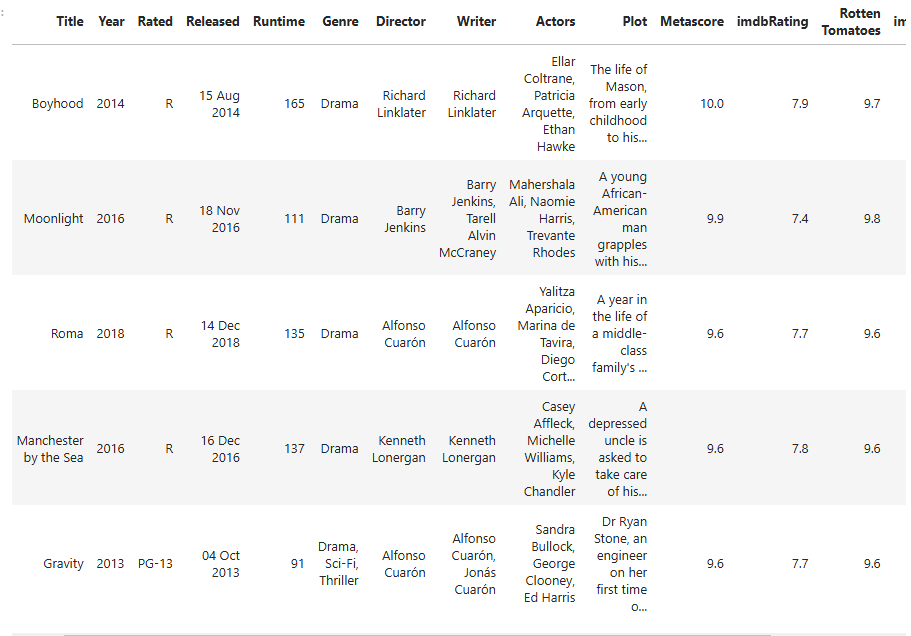 Title Year Rated Released Runtime Genre Director Writer Actors Plot Metascore imdbRating Rotten Tomatoes im
Boyhood 2014 R 15 Aug 2014 165 Drama Richard Linklater Richard Linklater Ellar Coltrane, Patricia Arquette, Ethan Hawke The life of Mason, from early childhood to his... 10.0 7.9 9.7
Moonlight 2016 R 18 Nov 2016 111 Drama Barry Jenkins Barry Jenkins, Tarell Alvin McCraney Mahershala Ali, Naomie Harris, Trevante Rhodes A young African-American man grapples with his... 9.9 7.4 9.8
Roma 2018 R 14 Dec 2018 135 Drama Alfonso Cuarón Alfonso Cuarón Yalitza Aparicio, Marina de Tavira, Diego Cort... A year in the life of a middle-class family's ... 9.6 7.7 9.6
Manchester by the Sea 2016 R 16 Dec 2016 137 Drama Kenneth Lonergan Kenneth Lonergan Casey Affleck, Michelle Williams, Kyle Chandler A depressed uncle is asked to take care of his... 9.6 7.8 9.6
Gravity 2013 PG-13 04 Oct 2013 91 Drama, Sci-Fi, Thriller Alfonso Cuarón Alfonso Cuarón, Jonás Cuarón Sandra Bullock, George Clooney, Ed Harris Dr Ryan Stone, an engineer on her first time o... 9.6 7.7 9.6